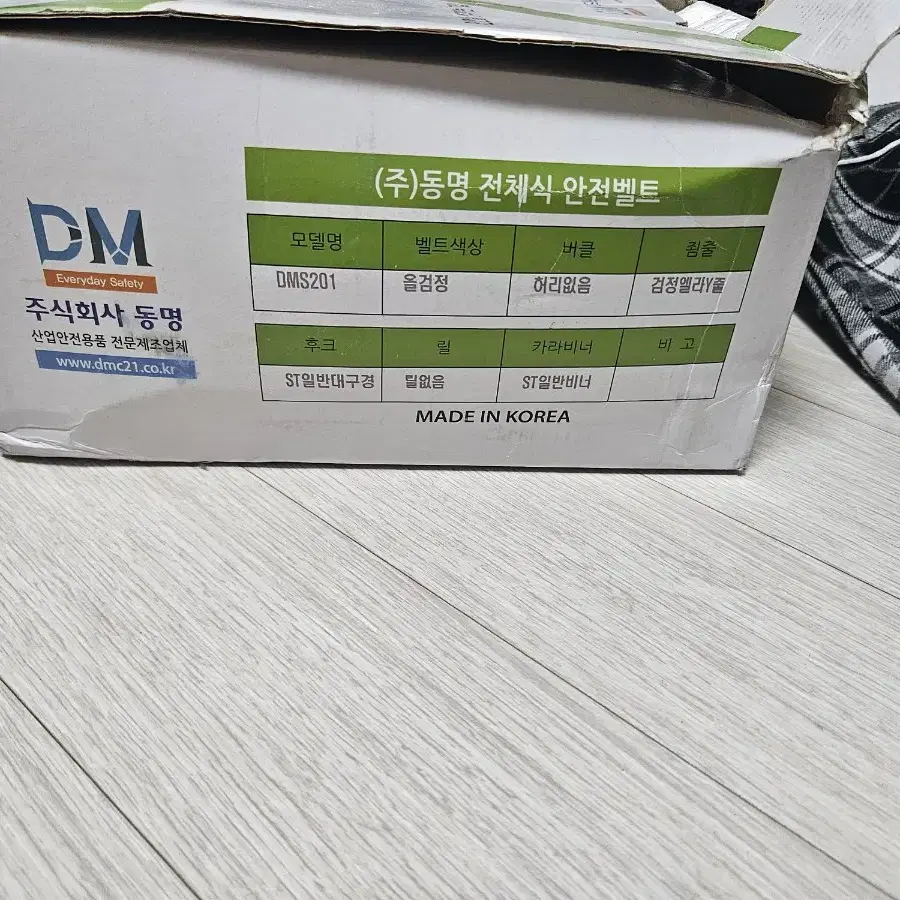 DM
Everyday Safety
주식회사 동명
산업안전용품 전문제조업체
www.dmc21.co.kr
(주)동명 전체식 안전벨트
모델명 벨트색상 버클 죔줄
DMS201 올검정 허리없음 검정엘라Y줄
후크 릴 카라비너 비 고
ST일반대구경 릴없음 ST일반비너
MADE IN KOREA